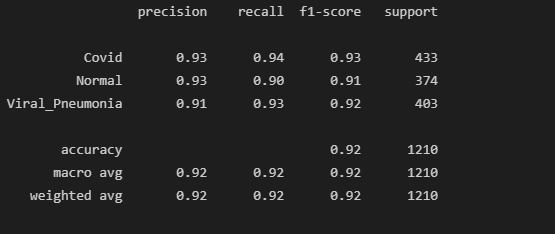 precision recall f1-score support
Covid 0.93 0.94 0.93 433
Normal 0.93 0.90 0.91 374
Viral_Pneumonia 0.91 0.93 0.92 403
accuracy 0.92 1210
macro avg 0.92 0.92 0.92 1210
weighted avg 0.92 0.92 0.92 1210